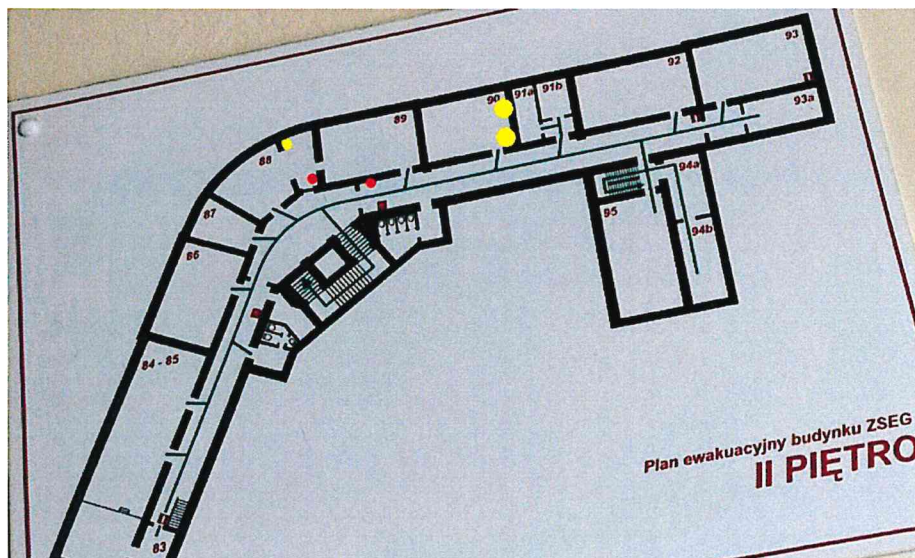 93
92
91b
91a
90
93a
89
88
94a
87
95
94b
86
84 - 85
83
Plan ewakuacyjny budynku ZSEG
II PIĘTRO